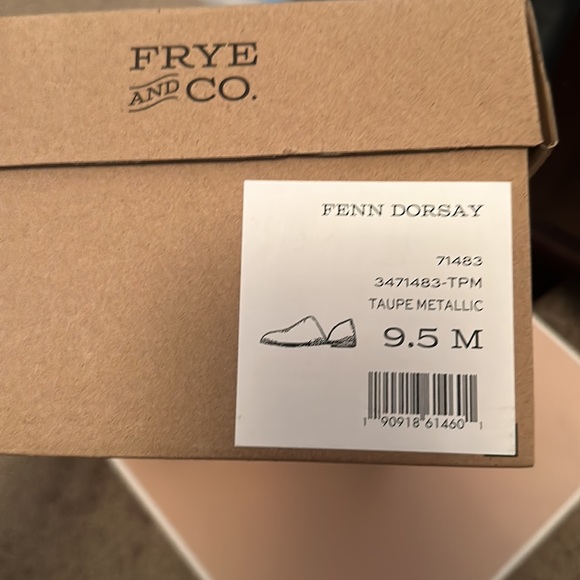 FRYE
AND CO.
FENN DORSAY
71483
3471483-TPM
TAUPE METALLIC
9.5 M
1 90918 61460 1